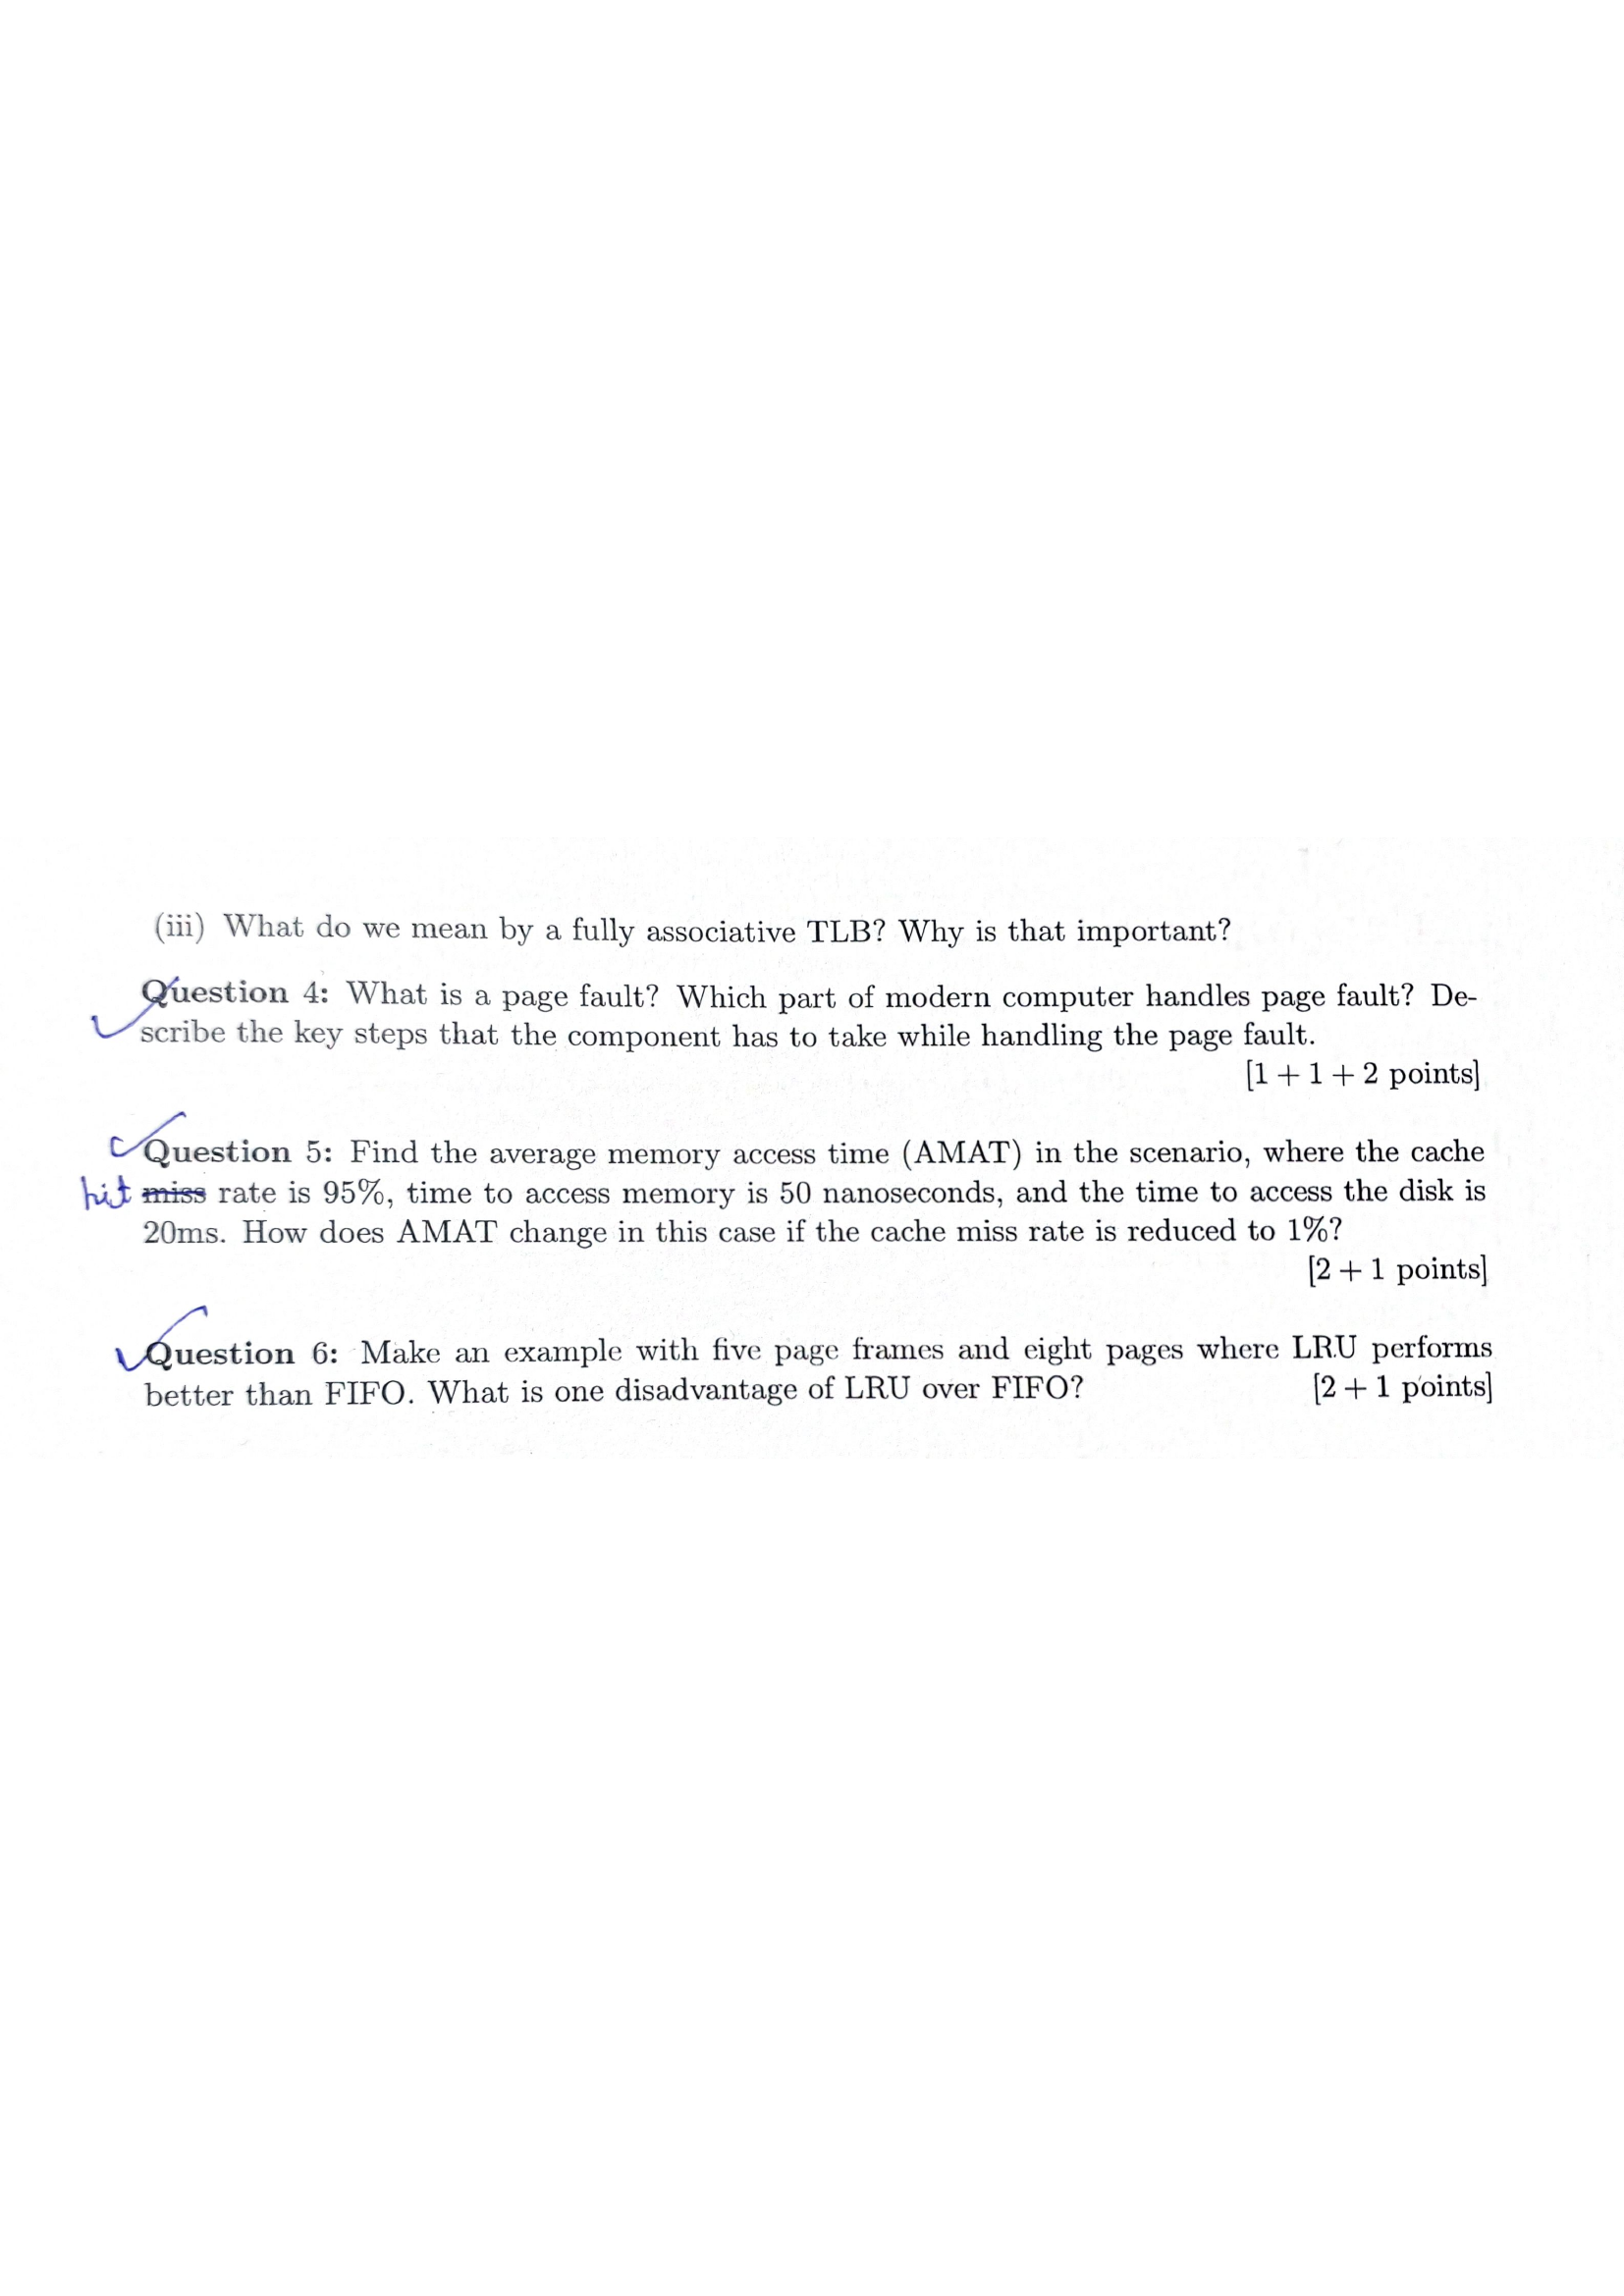 (iii) What do we mean by a fully associative TLB? Why is that important?
Question 4: What is a page fault? Which part of modern computer handles page fault? De-
scribe the key steps that the component has to take while handling the page fault.
[1 + 1 + 2 points]
Question 5: Find the average memory access time (AMAT) in the scenario, where the cache
hit miss rate is 95%, time to access memory is 50 nanoseconds, and the time to access the disk is
20ms. How does AMAT change in this case if the cache miss rate is reduced to 1%?
[2 + 1 points]
Question 6: Make an example with five page frames and eight pages where LRU performs
better than FIFO. What is one disadvantage of LRU over FIFO? [2 + 1 points]